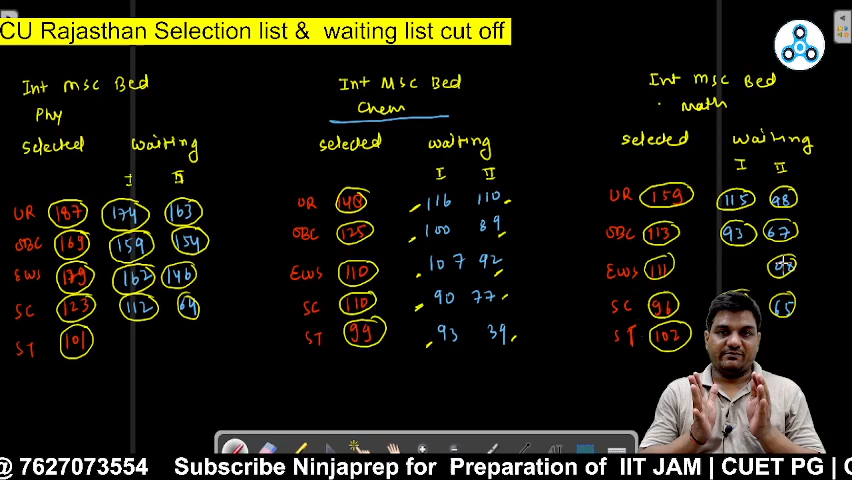 CU Rajasthan Selection list & waiting list cut off
Int MSC Bed
Phy
selected waiting
I II
UR 187 174 163
OBC 169 159 154
EWS 179 162 146
SC 123 112 64
ST 101
Int MSC Bed
Chem
selected waiting
I II
UR 116 110
OBC 125 100 89
EWS 110 107 92
SC 110 90 77
ST 99 93 39
Int MSC Bed
Math
selected waiting
I II
UR 159 115 98
OBC 113 93 67
EWS 111
SC 96 65
ST 102
@ 7627073554 Subscribe Ninjaprep for Preparation of IIT JAM | CUET PG |